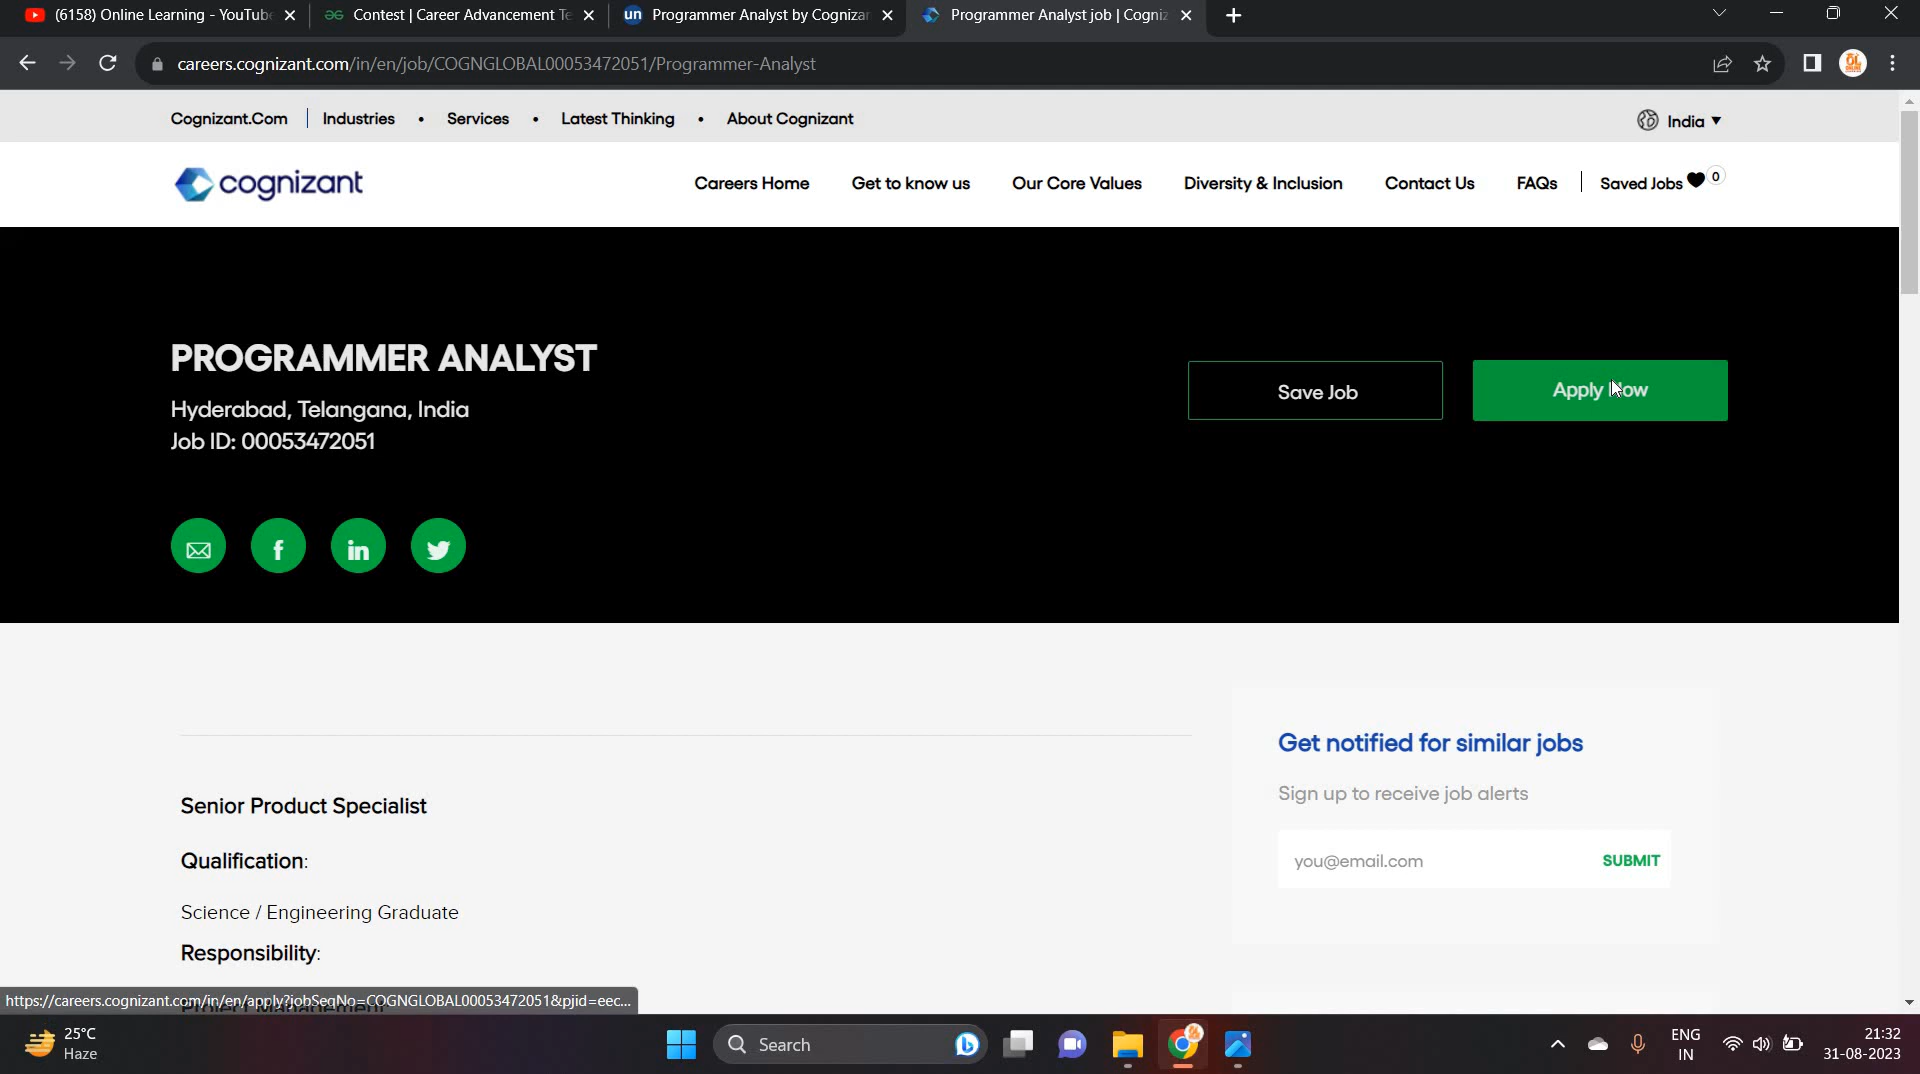 (6158) Online Learning - YouTube
Contest | Career Advancement Te
un Programmer Analyst by Cognizan
Programmer Analyst job | Cogniz
careers.cognizant.com/in/en/job/COGNGLOBAL00053472051/Programmer-Analyst
Cognizant.Com Industries • Services • Latest Thinking • About Cognizant
India
cognizant
Careers Home Get to know us Our Core Values Diversity & Inclusion Contact Us FAQs Saved Jobs 0
PROGRAMMER ANALYST
Hyderabad, Telangana, India
Job ID: 00053472051
Save Job
Apply Now
Get notified for similar jobs
Sign up to receive job alerts
you@email.com SUBMIT
Senior Product Specialist
Qualification:
Science / Engineering Graduate
Responsibility:
Project Management
https://careers.cognizant.com/in/en/apply?jobSeqNo=COGNGLOBAL00053472051&pjid=eec...
25°C
Haze
Search
ENG
IN
21:32
31-08-2023